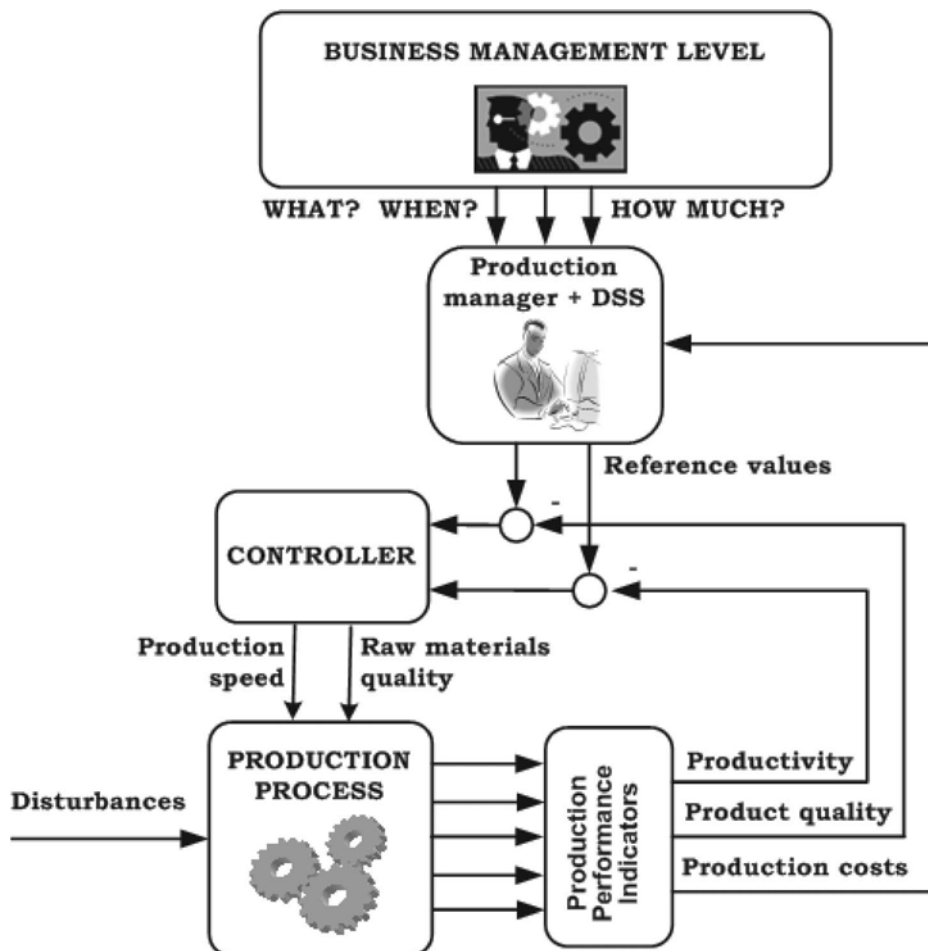 BUSINESS MANAGEMENT LEVEL
WHAT? WHEN? HOW MUCH?
Production
manager + DSS
Reference values
-
-
CONTROLLER
Production
speed
Raw materials
quality
PRODUCTION
PROCESS
Disturbances
Production
Performance
Indicators
Productivity
Product quality
Production costs